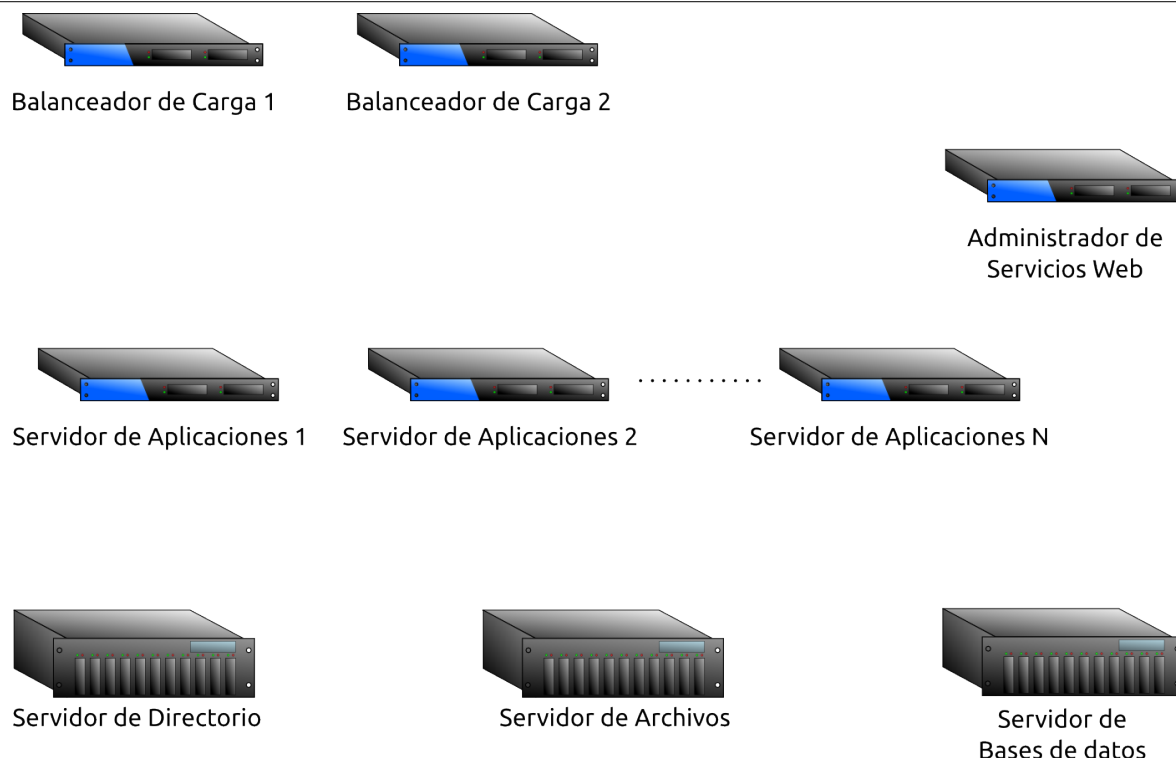 Balanceador de Carga 1
Balanceador de Carga 2
Administrador de
Servicios Web
Servidor de Aplicaciones 1
Servidor de Aplicaciones 2
...........
Servidor de Aplicaciones N
Servidor de Directorio
Servidor de Archivos
Servidor de
Bases de datos